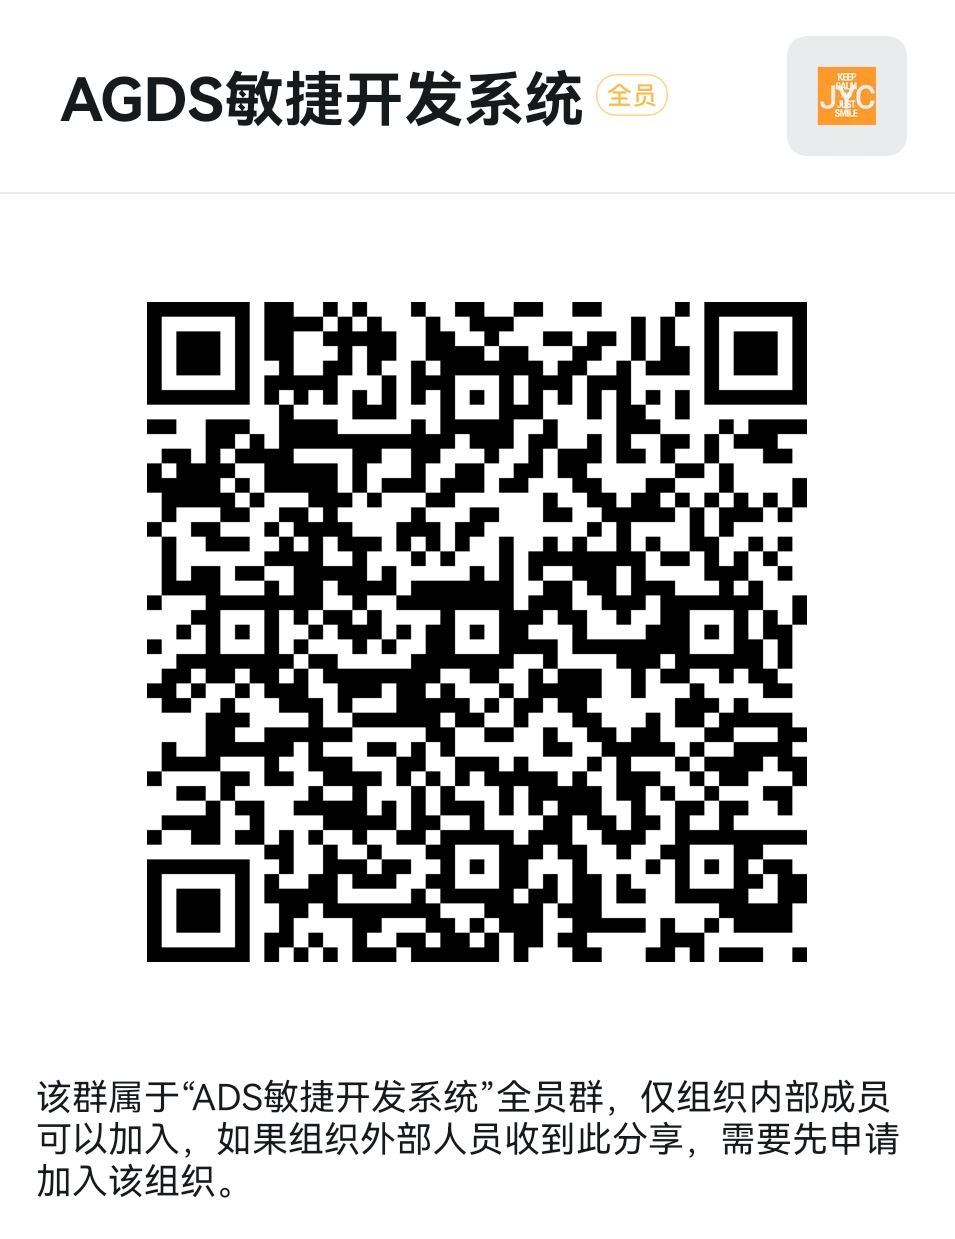 AGDS敏捷开发系统 全员
KEEP
CALM
JYC
JUST
SMILE
该群属于“ADS敏捷开发系统”全员群，仅组织内部成员
可以加入，如果组织外部人员收到此分享，需要先申请
加入该组织。